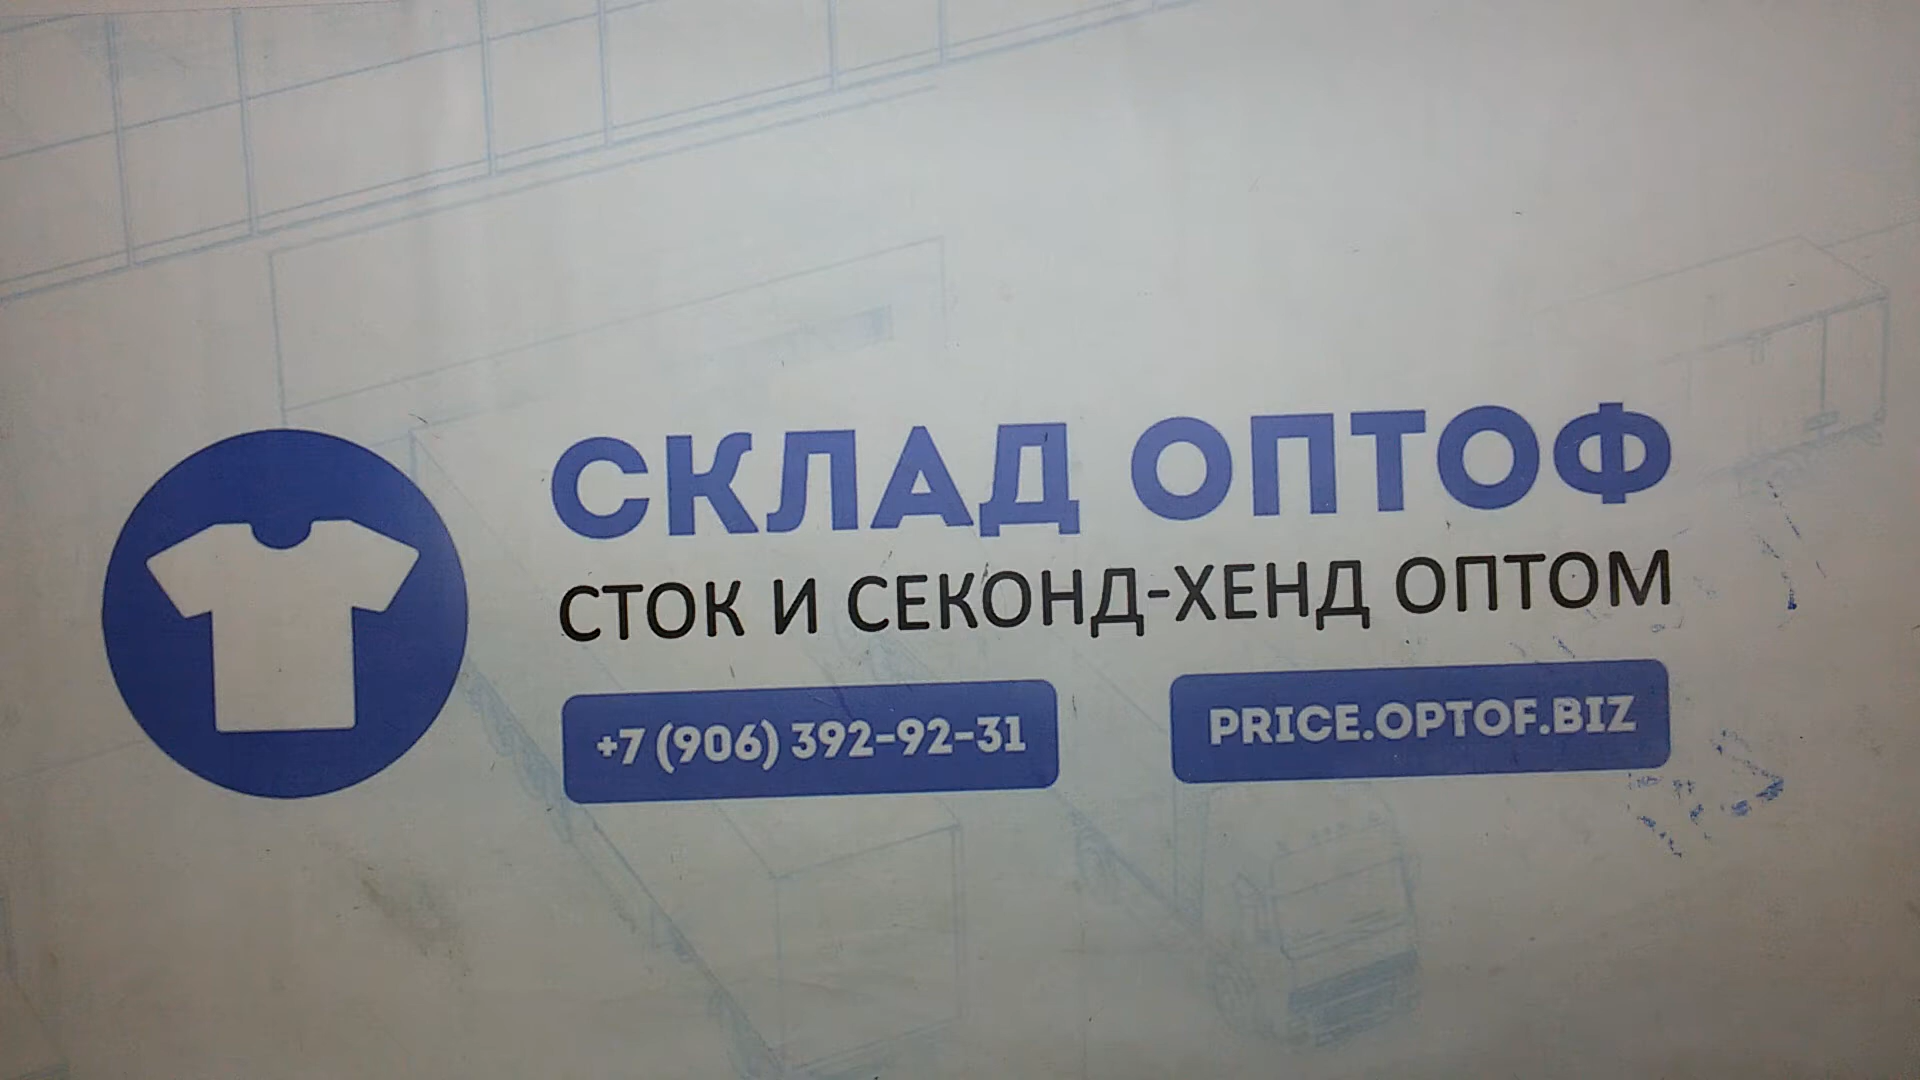 СКЛАД ОПТОФ
СТОК И СЕКОНД-ХЕНД ОПТОМ
+7 (906) 392-92-31
PRICE.OPTOF.BIZ